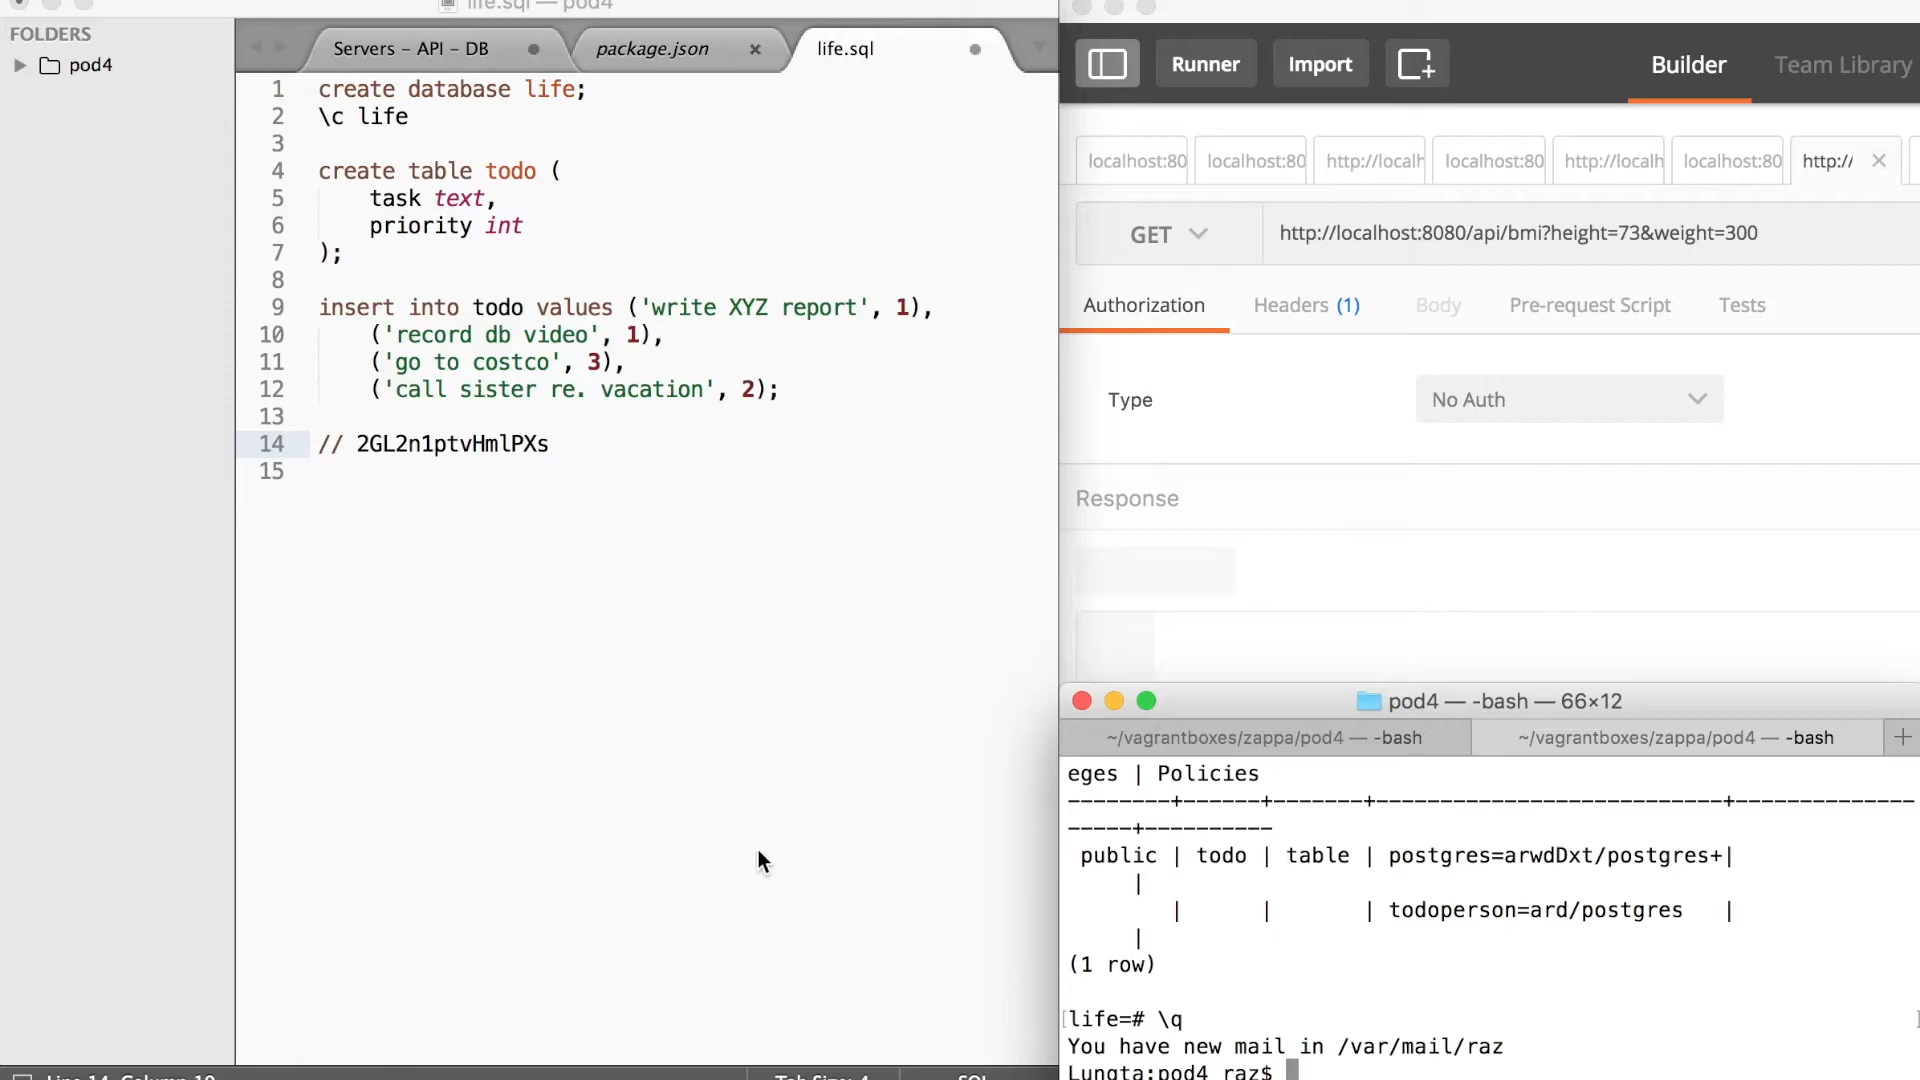 life.sql — pod4
FOLDERS
pod4
Servers - API - DB
package.json
life.sql
1 create database life;
2 \c life
3
4 create table todo (
5 task text,
6 priority int
7 );
8
9 insert into todo values ('write XYZ report', 1),
10 ('record db video', 1),
11 ('go to costco', 3),
12 ('call sister re. vacation', 2);
13
14 // 2GL2n1ptvHmlPXs
15
Tab Size: 4
SQL
Runner
Import
Builder
Team Library
localhost:80
localhost:80
http://localh
localhost:80
http://localh
localhost:80
http://
GET
http://localhost:8080/api/bmi?height=73&weight=300
Authorization
Headers (1)
Body
Pre-request Script
Tests
Type
No Auth
Response
pod4 — -bash — 66×12
~/vagrantboxes/zappa/pod4 — -bash
~/vagrantboxes/zappa/pod4 — -bash
eges | Policies
--------+------+-------+---------------------------+--------------
-----+----------
public | todo | table | postgres=arwdDxt/postgres+|
|
| | | todoperson=ard/postgres |
|
(1 row)
[life=# \q ]
You have new mail in /var/mail/raz
Lungta:pod4 raz$